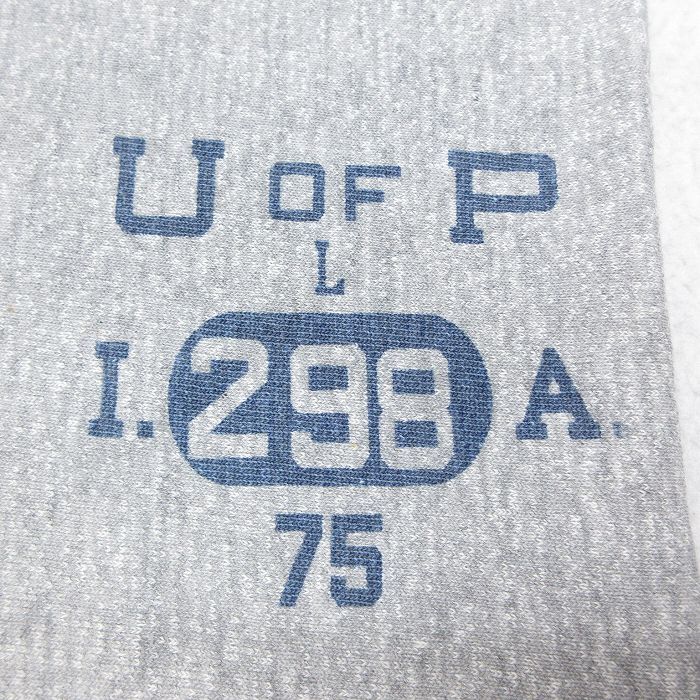 U OF P
L
I. 298 A.
75